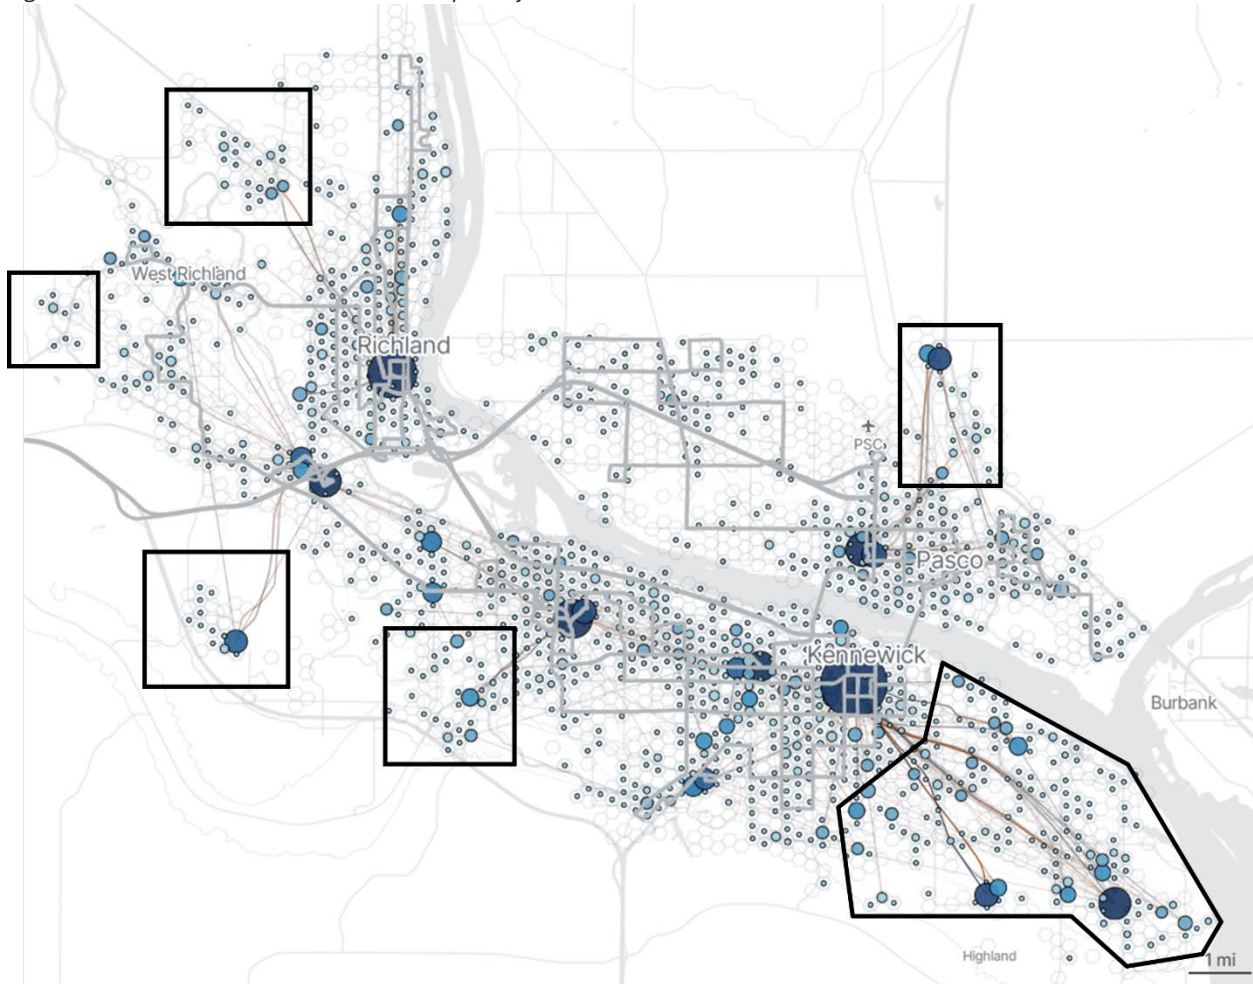 West Richland
Richland
PSC
Pasco
Kennewick
Burbank
Highland
1 mi